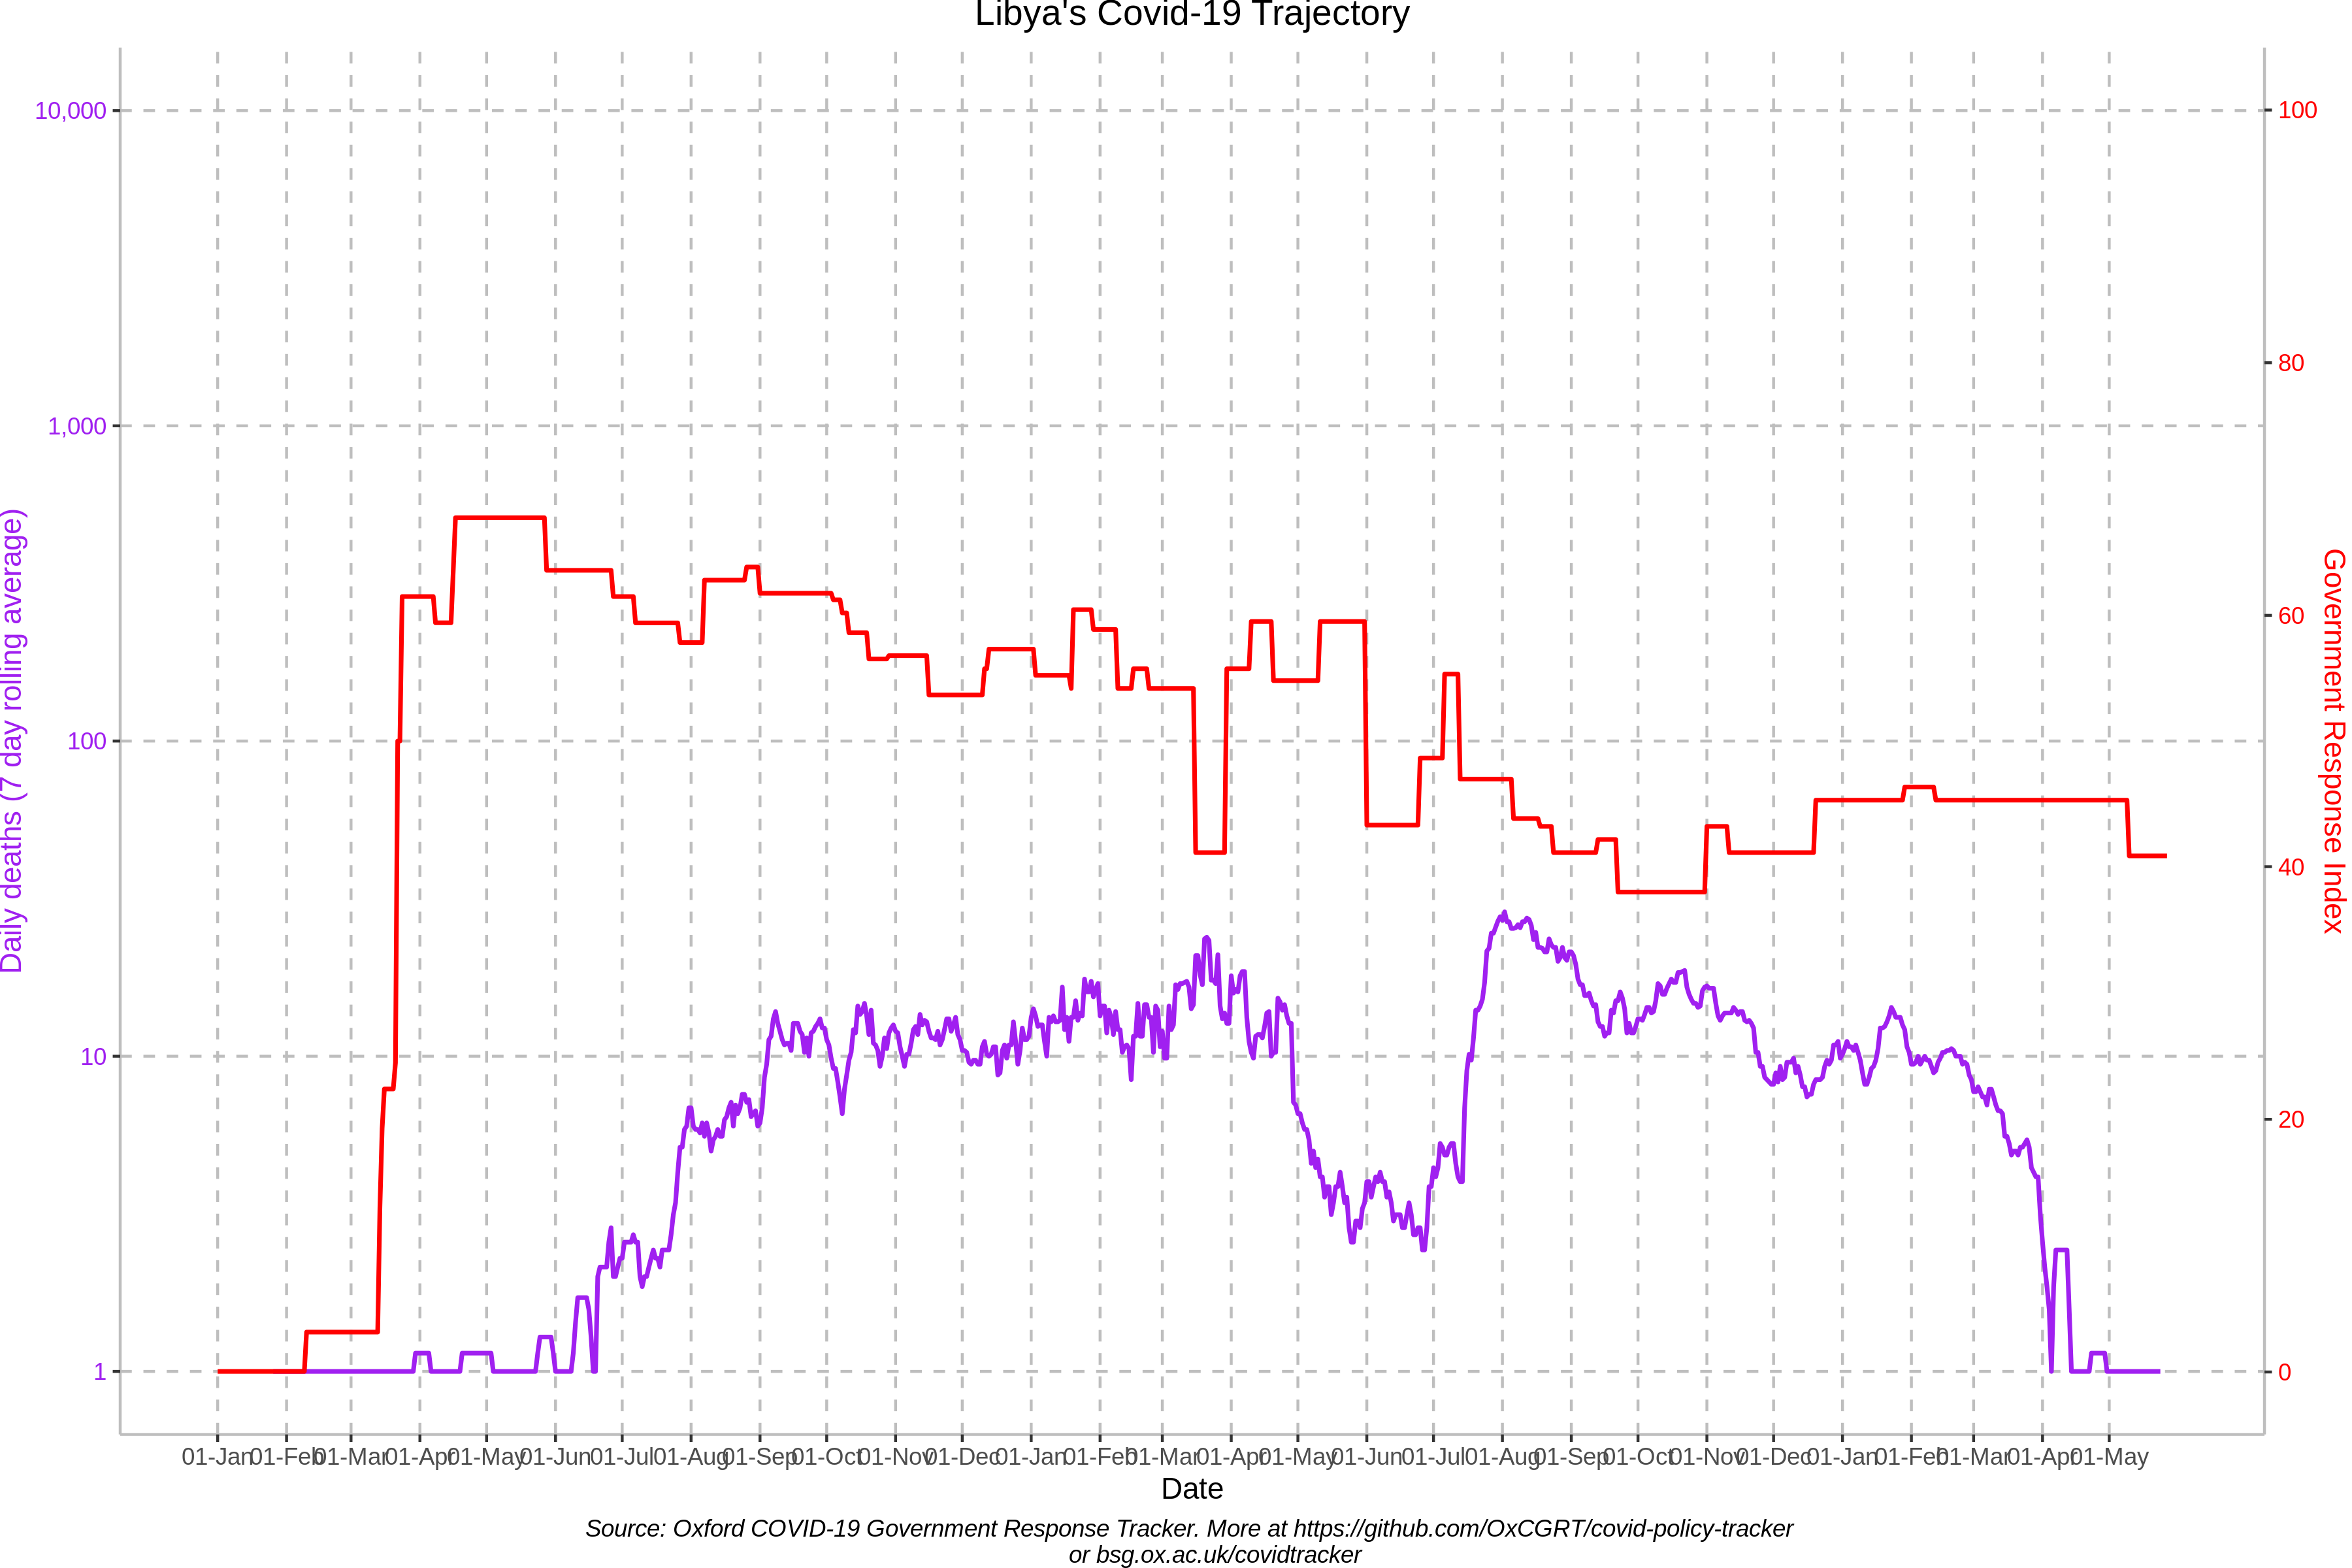 Libya's Covid-19 Trajectory
10,000
1,000
100
10
1
Daily deaths (7 day rolling average)
100
80
60
40
20
0
Government Response Index
01-Jan
01-Feb
01-Mar
01-Apr
01-May
01-Jun
01-Jul
01-Aug
01-Sep
01-Oct
01-Nov
01-Dec
01-Jan
01-Feb
01-Mar
01-Apr
01-May
01-Jun
01-Jul
01-Aug
01-Sep
01-Oct
01-Nov
01-Dec
01-Jan
01-Feb
01-Mar
01-Apr
01-May
Date
Source: Oxford COVID-19 Government Response Tracker. More at https://github.com/OxCGRT/covid-policy-tracker
or bsg.ox.ac.uk/covidtracker